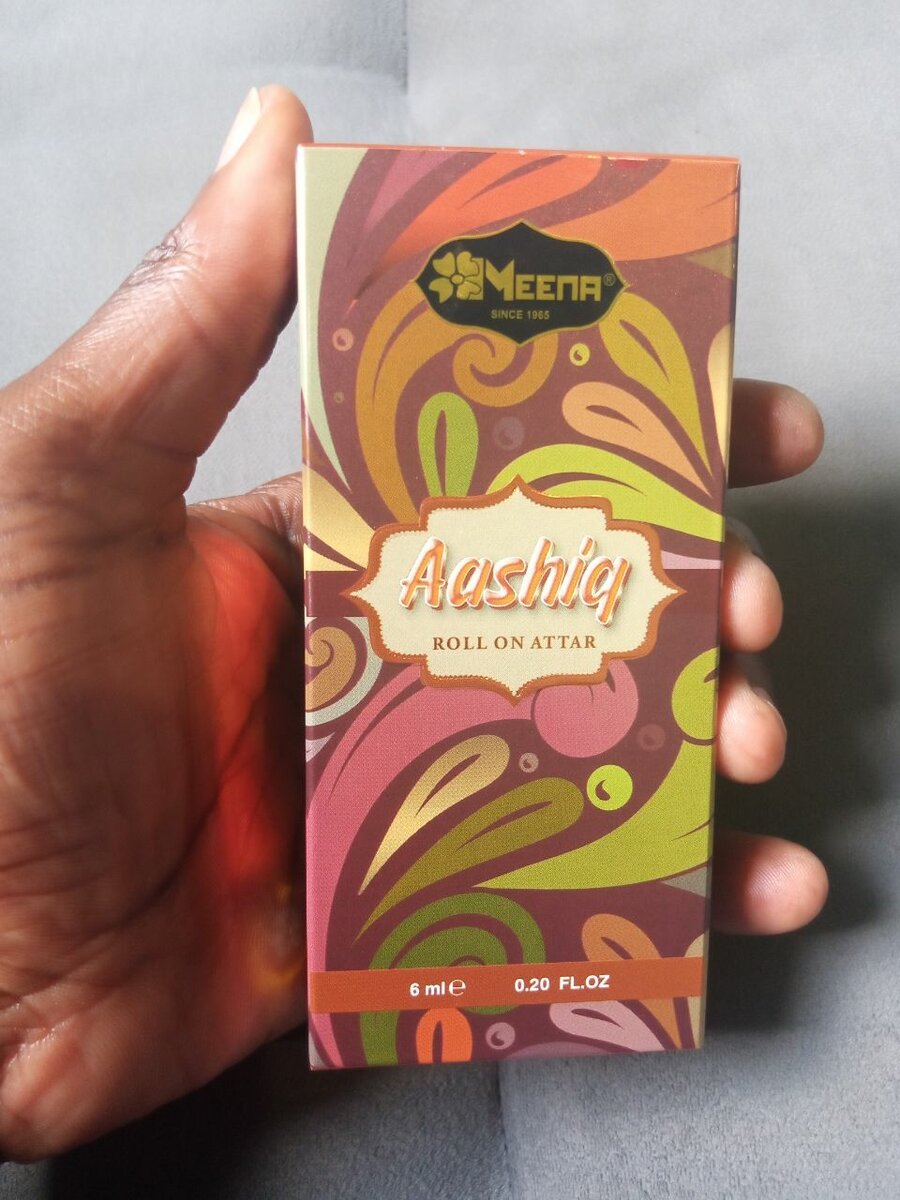 MEENA®
SINCE 1965
Aashiq
ROLL ON ATTAR
6 ml ℮ 0.20 FL.OZ